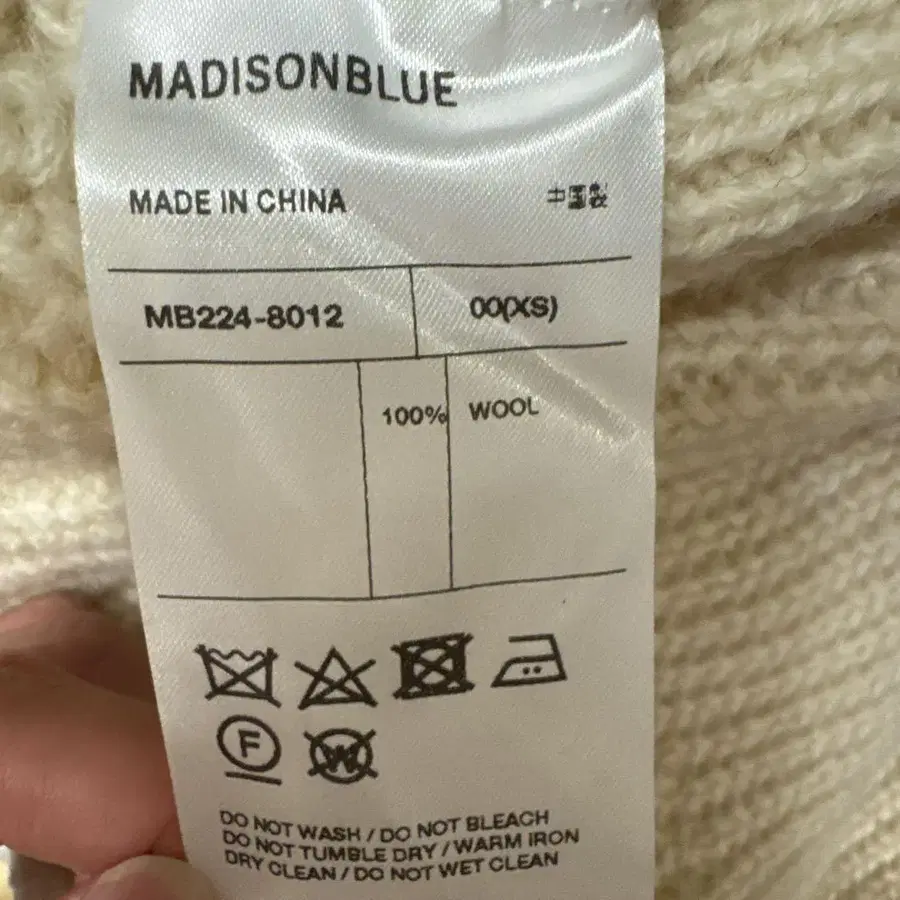 MADISONBLUE
MADE IN CHINA 中国製
MB224-8012 00(XS)
100% WOOL
F
W
DO NOT WASH / DO NOT BLEACH
DO NOT TUMBLE DRY / WARM IRON
DRY CLEAN / DO NOT WET CLEAN